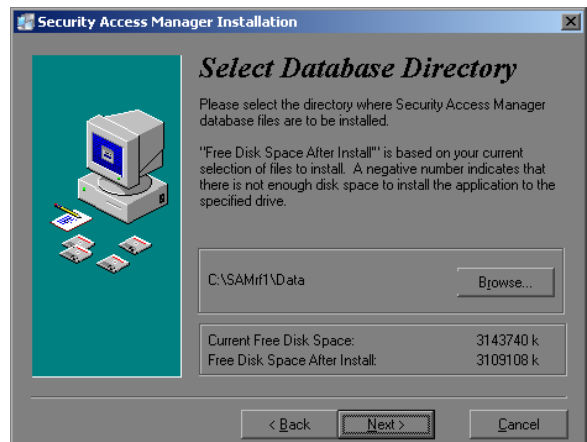 Security Access Manager Installation
Select Database Directory
Please select the directory where Security Access Manager
database files are to be installed.
"Free Disk Space After Install"' is based on your current
selection of files to install. A negative number indicates that
there is not enough disk space to install the application to the
specified drive.
C:\SAMrf1\Data
Browse...
Current Free Disk Space: 3143740 k
Free Disk Space After Install: 3109108 k
< Back
Next >
Cancel